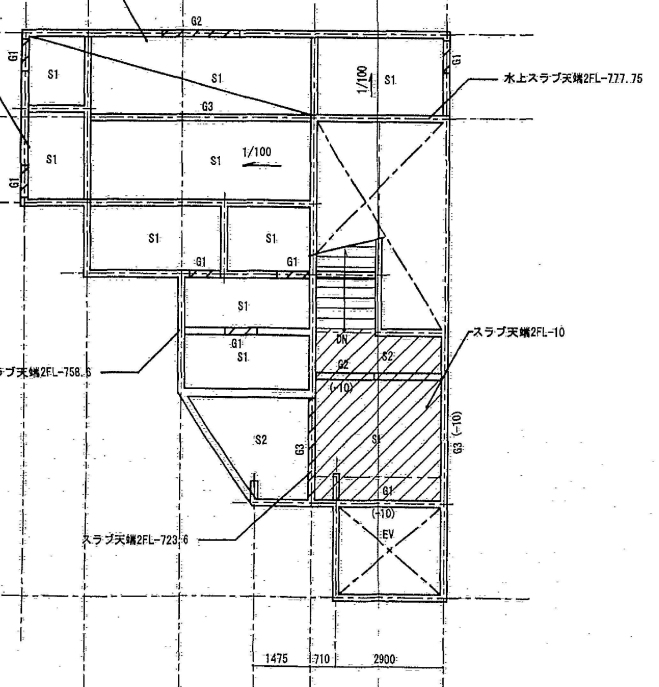 G2
G1
S1
S1
1/100
S1
G1
水上スラブ天端2FL-777.75
G3
S1
S1
1/100
G1
S1
S1
G1
G1
S1
スラブ天端2FL-10
DN
G1
S2
S1
G2
ラブ天端2FL-758.6
(-10)
S2
G3
S1
G3 (-10)
G1
(-10)
EV
スラブ天端2FL-723.6
1475
710
2900